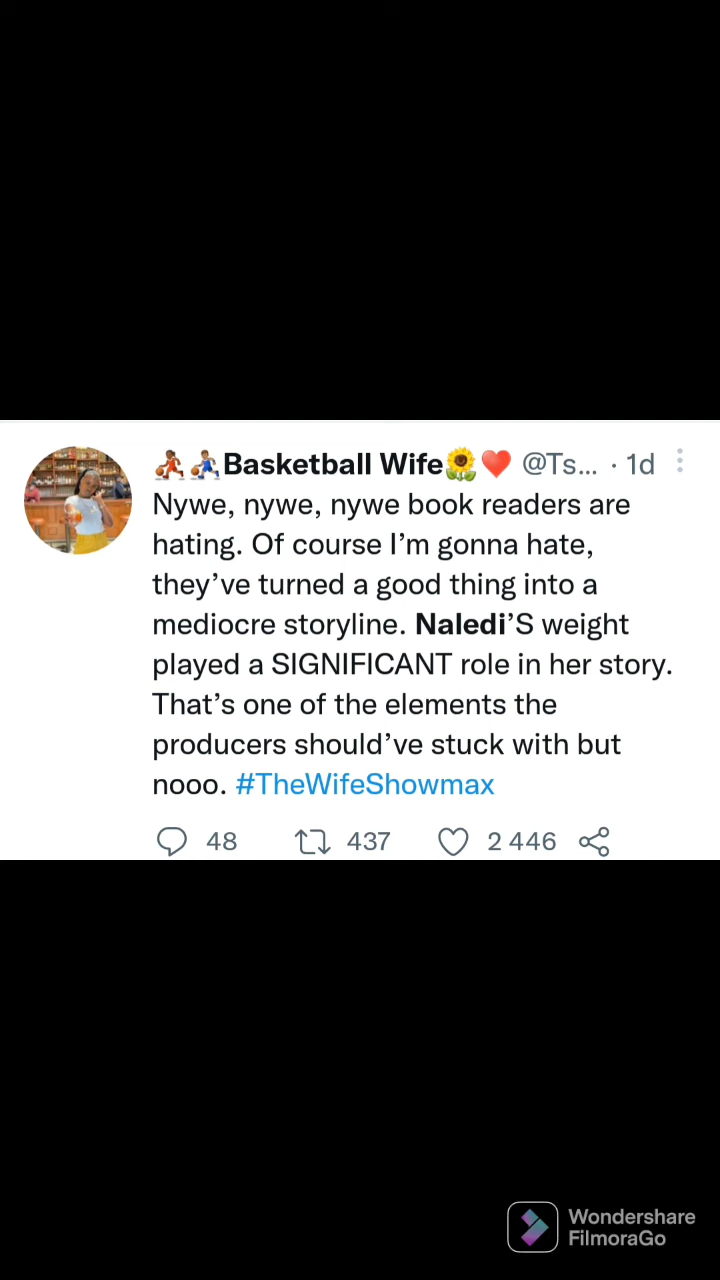 🏀🏀Basketball Wife🌻❤️ @Ts... · 1d
Nywe, nywe, nywe book readers are
hating. Of course I’m gonna hate,
they’ve turned a good thing into a
mediocre storyline. Naledi’S weight
played a SIGNIFICANT role in her story.
That’s one of the elements the
producers should’ve stuck with but
nooo. #TheWifeShowmax
48 437 2 446
Wondershare
FilmoraGo